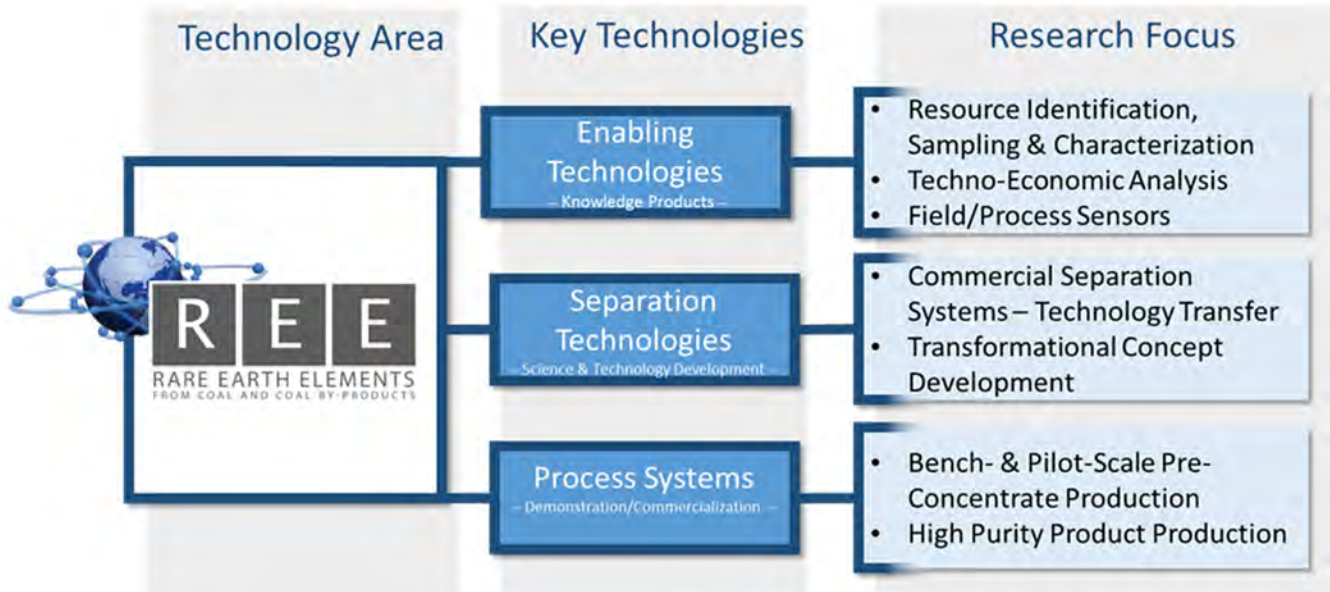 Technology Area
Key Technologies
Research Focus
R E E
RARE EARTH ELEMENTS
FROM COAL AND COAL BY-PRODUCTS
Enabling
Technologies
– Knowledge Products –
• Resource Identification,
Sampling & Characterization
• Techno-Economic Analysis
• Field/Process Sensors
Separation
Technologies
– Science & Technology Development –
• Commercial Separation
Systems – Technology Transfer
• Transformational Concept
Development
Process Systems
– Demonstration/Commercialization –
• Bench- & Pilot-Scale Pre-
Concentrate Production
• High Purity Product Production